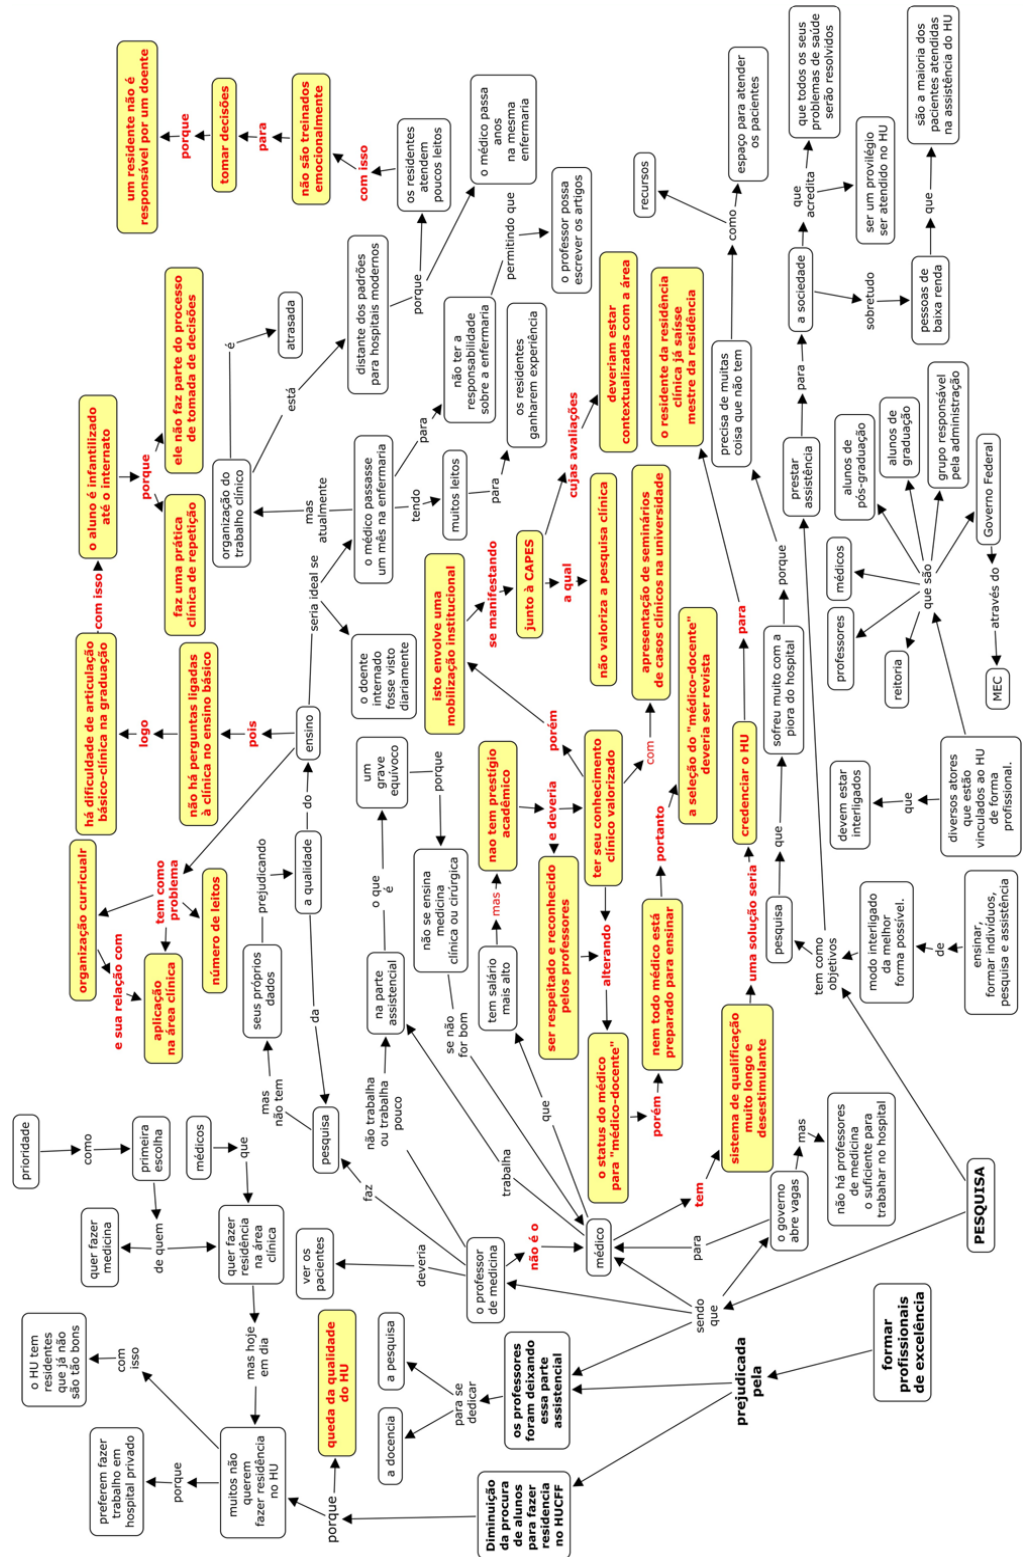 um residente não é
responsável por um doente
porque
tomar decisões
para
não são treinados
emocionalmente
com isso
os residentes
atendem
poucos leitos
o médico passa
anos
na mesma
enfermaria
o aluno é infantilizado
até o internato
porque
ele não faz parte do processo
de tomada de decisões
faz uma prática
clínica de repetição
com isso
há dificuldade de articulação
básico-clínica na graduação
logo
não há perguntas ligadas
à clínica no ensino básico
pois
ensino
organização do
trabalho clínico
é
atrasada
está
distante dos padrões
para hospitais modernos
porque
mas
atualmente
seria ideal se
o médico passasse
um mês na enfermaria
para
não ter a
responsabilidade
sobre a enfermaria
permitindo que
o professor possa
escrever os artigos
tendo
muitos leitos
para
os residentes
ganharem experiência
o doente
internado
fosse visto
diariamente
organização curricualr
tem como
problema
número de leitos
e sua relação com
aplicação
na área clínica
do
a qualidade
prejudicando
seus próprios
dados
mas
não tem
da
pesquisa
faz
prioridade
como
primeira
escolha
de quem
quer fazer
medicina
médicos
que
quer fazer
residência
na área
clínica
mas hoje
em dia
muitos não
querem
fazer residência
no HU
com
isso
o HU tem
residentes
que já não
são tão bons
porque
preferem fazer
trabalho em
hospital privado
porque
queda da qualidade
do HU
Diminuição
da procura
de alunos
para fazer
residencia
no HUCFF
ver os
pacientes
deveria
o professor
de medicina
não é o
médico
não trabalha
ou trabalha
pouco
na parte
assistencial
o que
é
um
grave
equívoco
porque
não se ensina
medicina
clínica ou cirúrgica
se não
for bom
trabalha
que
tem salário
mais alto
mas
nao tem prestígio
acadêmico
e deveria
ser respeitado e reconhecido
pelos professores
ter seu conhecimento
clínico valorizado
porém
isto envolve uma
mobilização institucional
se manifestando
junto à CAPES
cujas avaliações
deveriam estar
contextualizadas com a área
a qual
não valoriza a pesquisa clínica
com
apresentação de seminários
de casos clínicos na universidade
alterando
o status do médico
para "médico-docente"
porém
nem todo médico está
preparado para ensinar
portanto
a seleção do "médico-docente"
deveria ser revista
tem
sistema de qualificação
muito longo e
desestimulante
uma solução seria
credenciar o HU
para
o residente da residência
clínica já saísse
mestre da residência
a pesquisa
a docencia
para se
dedicar
os professores
foram deixando
essa parte
assistencial
prejudicada
pela
formar
profissionais
de excelência
sendo
que
para
o governo
abre vagas
mas
não há professores
de medicina
o suficiente para
trabahar no hospital
PESQUISA
tem como
objetivos
pesquisa
que
sofreu muito com a
piora do hospital
porque
precisa de muitas
coisa que não tem
como
recursos
espaço para atender
os pacientes
prestar
assistência
para
a sociedade
que
acredita
que todos os seus
problemas de saúde
serão resolvidos
ser um provilégio
ser atendido no HU
sobretudo
pessoas de
baixa renda
que
são a maioria dos
pacientes atendidas
na assistência do HU
modo interligado
da melhor
forma possível.
de
ensinar,
formar indivíduos,
pesquisa e assistência
devem estar
interligados
que
diversos atores
que estão
vinculados ao HU
de forma
profissional.
que são
reitoria
professores
médicos
alunos de
pós-graduação
alunos de
graduação
grupo responsável
pela administração
Governo Federal
através do
MEC